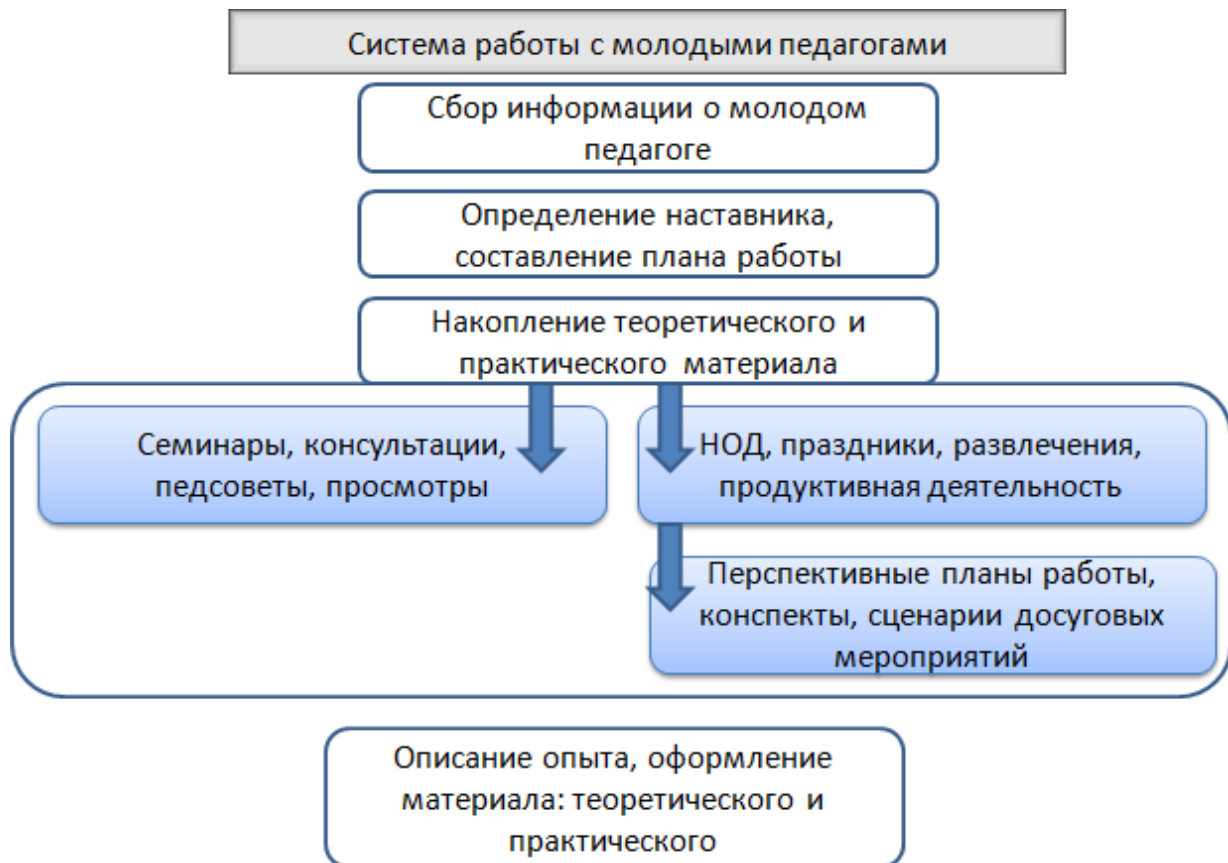 Система работы с молодыми педагогами
Сбор информации о молодом
педагоге
Определение наставника,
составление плана работы
Накопление теоретического и
практического материала
Семинары, консультации,
педсоветы, просмотры
НОД, праздники, развлечения,
продуктивная деятельность
Перспективные планы работы,
конспекты, сценарии досуговых
мероприятий
Описание опыта, оформление
материала: теоретического и
практического